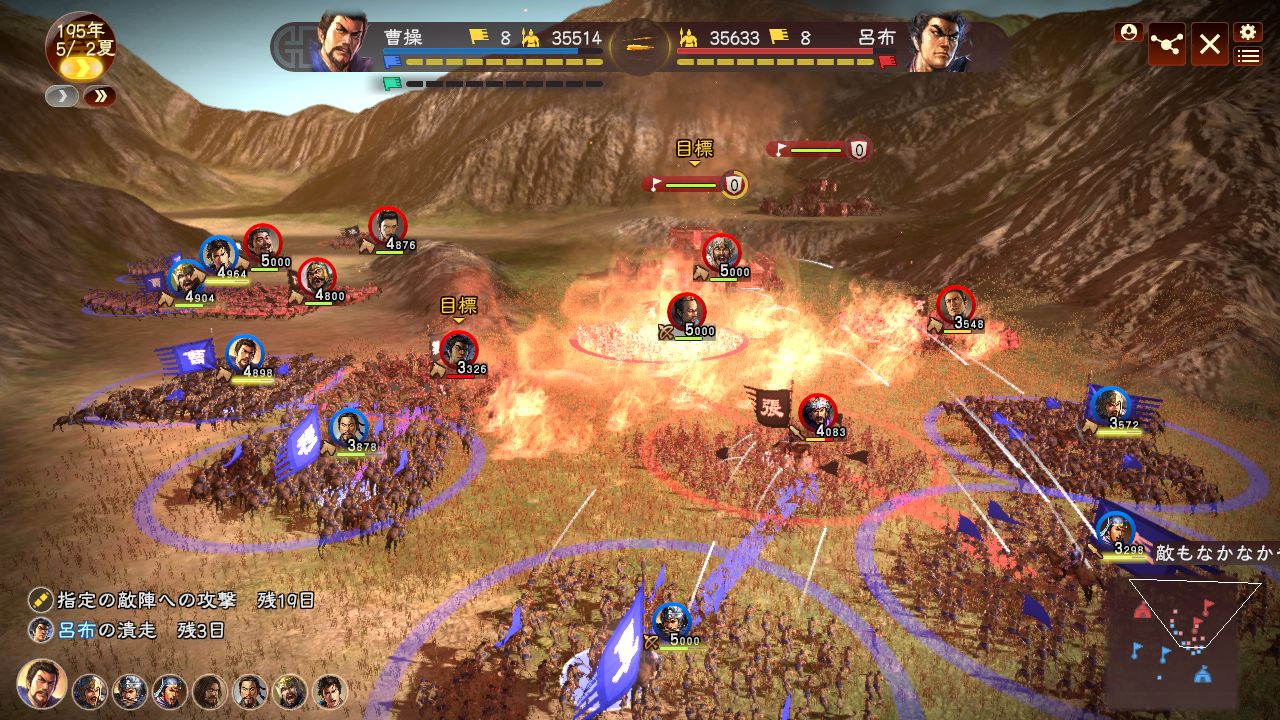 195年
5/ 2夏
曹操 8 35514
35633 8 呂布
目標
0
0
4876
5000
4964
4904
4800
5000
5000
目標
3326
3548
4898
3878
張
4083
3572
曹
3298
敵もなかなか
5000
指定の敵陣への攻撃 残19日
呂布の潰走 残3日